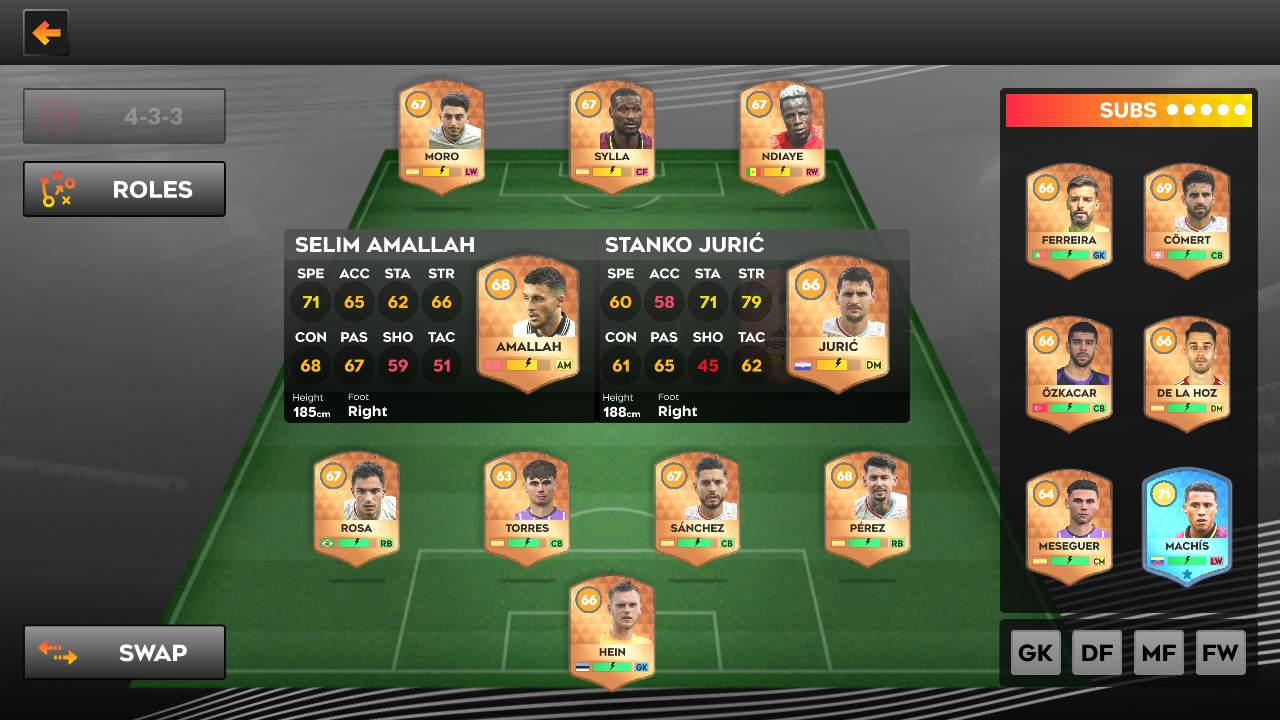 4-3-3
ROLES
67
MORO
LW
67
SYLLA
CF
67
NDIAYE
RW
SELIM AMALLAH
SPE ACC STA STR
71 65 62 66
CON PAS SHO TAC
68 67 59 51
Height Foot
185cm Right
68
AMALLAH
AM
STANKO JURIĆ
SPE ACC STA STR
60 58 71 79
CON PAS SHO TAC
61 65 45 62
Height Foot
188cm Right
66
JURIĆ
DM
67
ROSA
RB
63
TORRES
CB
67
SÁNCHEZ
CB
68
PÉREZ
RB
66
HEIN
GK
SWAP
SUBS
66
FERREIRA
GK
69
CÖMERT
CB
66
ÖZKACAR
CB
66
DE LA HOZ
DM
64
MESEGUER
CM
71
MACHÍS
LW
GK DF MF FW